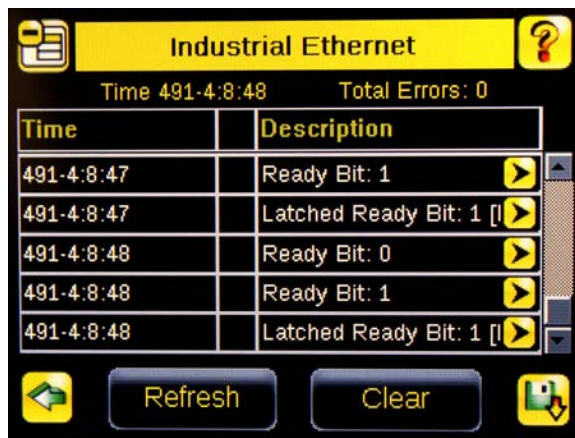 Industrial Ethernet
Time 491-4:8:48 Total Errors: 0
Time Description
491-4:8:47 Ready Bit: 1
491-4:8:47 Latched Ready Bit: 1 [
491-4:8:48 Ready Bit: 0
491-4:8:48 Ready Bit: 1
491-4:8:48 Latched Ready Bit: 1 [
Refresh Clear